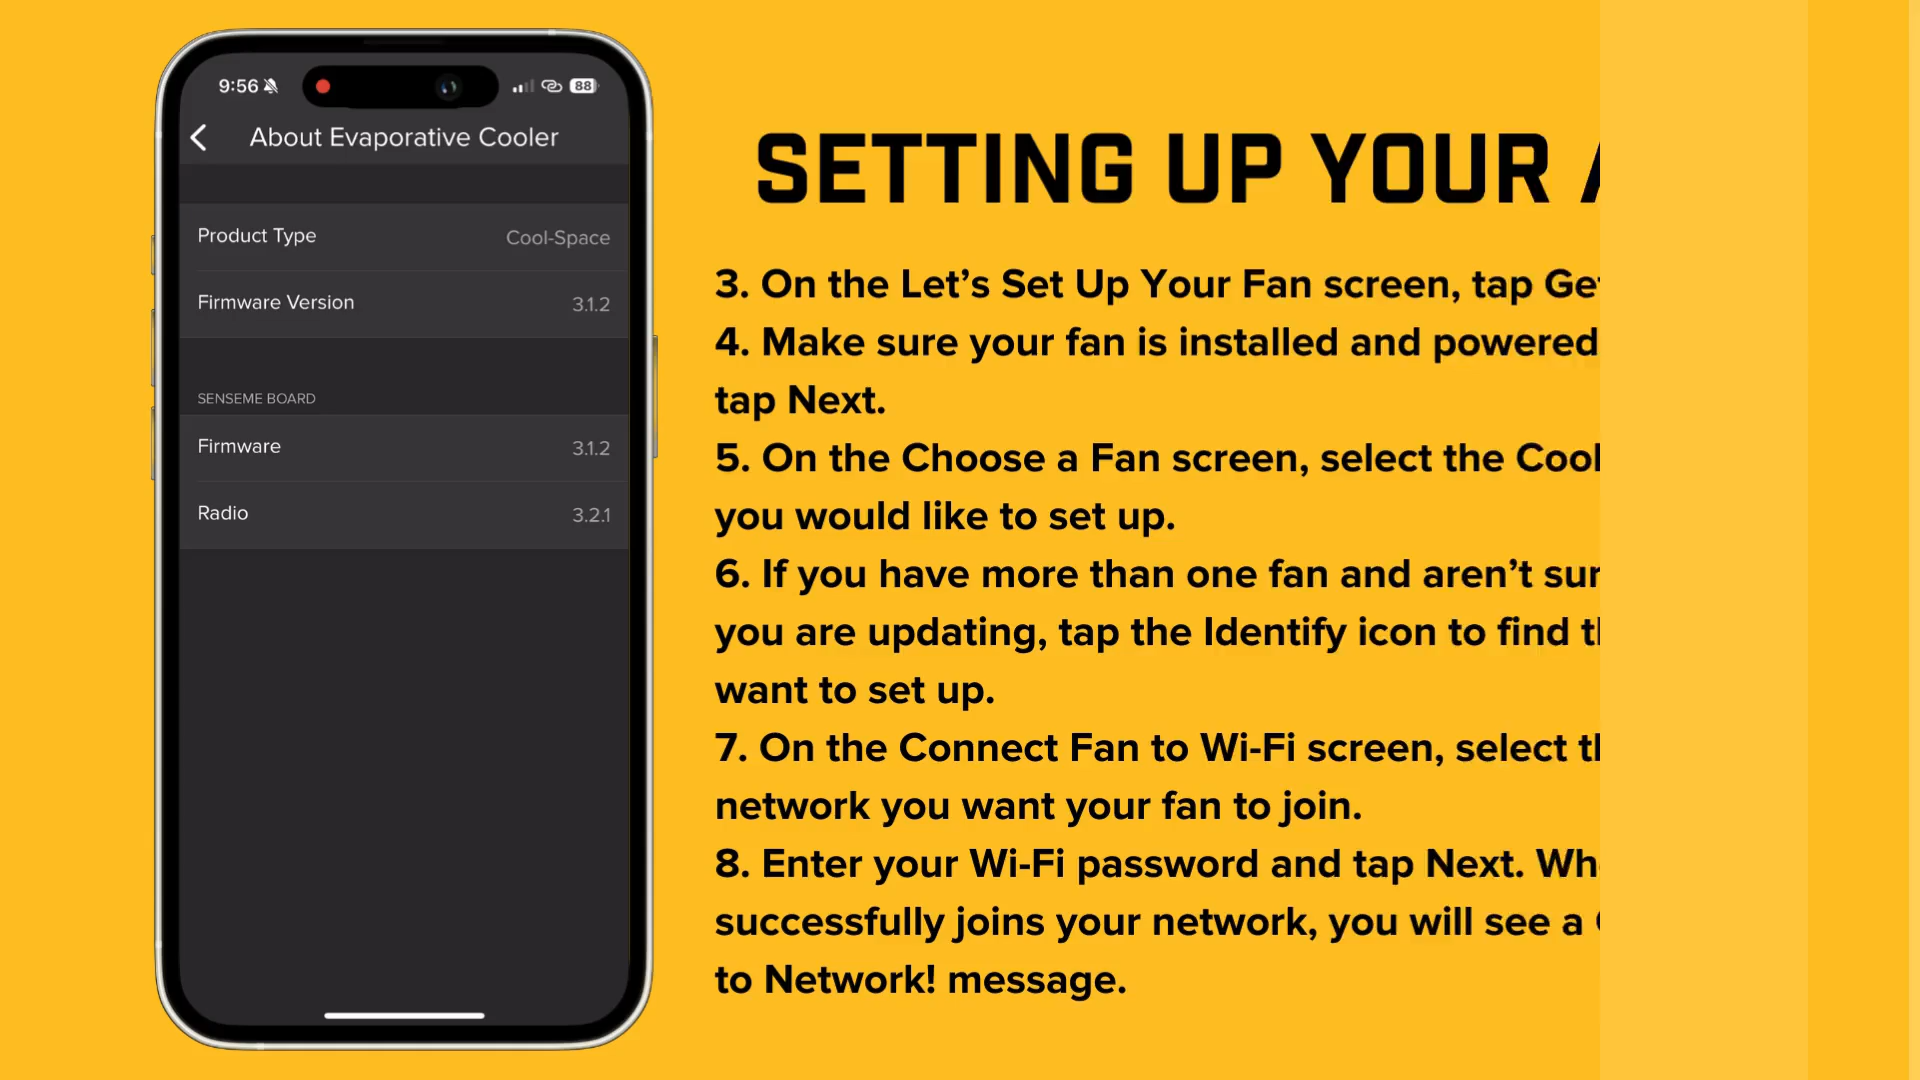 9:56
88
About Evaporative Cooler
Product Type
Cool-Space
Firmware Version
3.1.2
SENSEME BOARD
Firmware
3.1.2
Radio
3.2.1
SETTING UP YOUR
3. On the Let’s Set Up Your Fan screen, tap
4. Make sure your fan is installed and powered
tap Next.
5. On the Choose a Fan screen, select the Cool
you would like to set up.
6. If you have more than one fan and aren’t
you are updating, tap the Identify icon to find
want to set up.
7. On the Connect Fan to Wi-Fi screen, select
network you want your fan to join.
8. Enter your Wi-Fi password and tap Next.
successfully joins your network, you will see a
to Network! message.